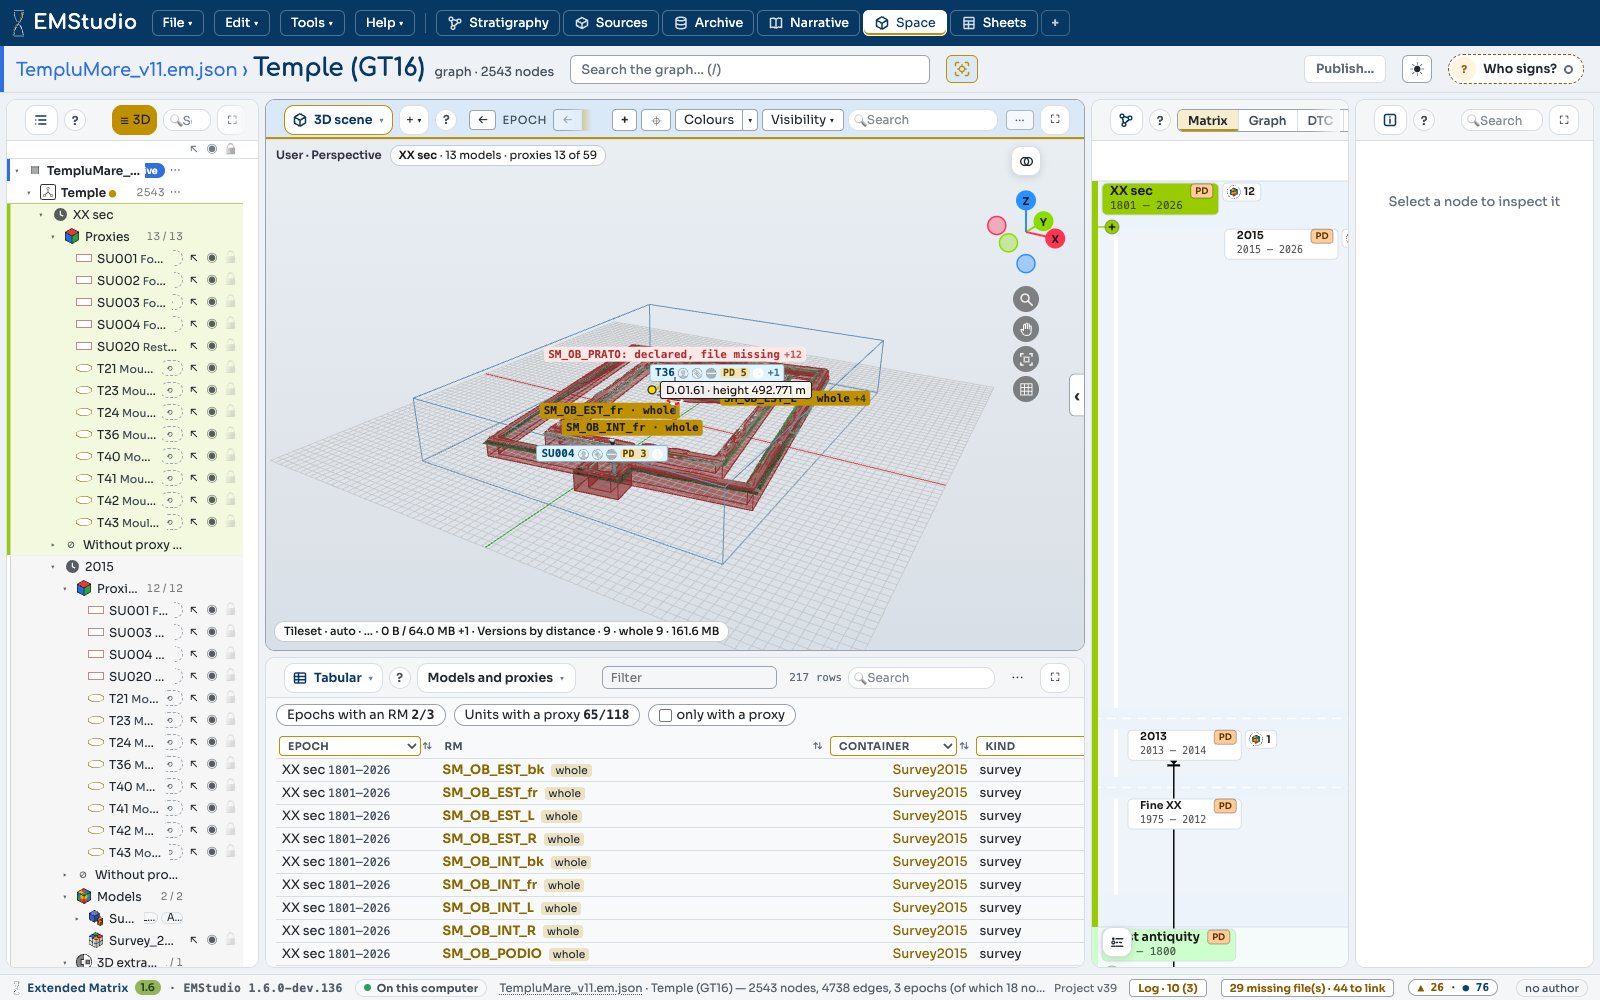 EMStudio File Edit Tools Help Stratigraphy Sources Archive Narrative Space Sheets +
TempluMare_v11.em.json › Temple (GT16) graph · 2543 nodes Search the graph... (/) Publish... ? Who signs?
? 3D
TempluMare_... ive ...
Temple 2543 ...
XX sec
Proxies 13 / 13
SU001 Fo...
SU002 Fo...
SU003 Fo...
SU004 Fo...
SU020 Rest...
T21 Mou...
T23 Mou...
T24 Mou...
T36 Mou...
T40 Mo...
T41 Mou...
T42 Mou...
T43 Moul...
Without proxy ...
2015
Proxi... 12 / 12
SU001 F...
SU003 ...
SU004 ...
SU020 ...
T21 Mo...
T23 M...
T24 M...
T36 M...
T40 M...
T41 Mo...
T42 M...
T43 Mo...
Without pro...
Models 2 / 2
Su... ... A...
Survey_2...
3D extra... / 1
3D scene + ? EPOCH + Colours Visibility Search ...
User · Perspective XX sec · 13 models · proxies 13 of 59
Z
Y
X
SM_OB_PRATO: declared, file missing +12
T36 PD 5 +1
D.01.61 · height 492.771 m
whole +4
SM_OB_EST_fr · whole
SM_OB_INT_fr · whole
SU004 PD 3
Tileset · auto · ... · 0 B / 64.0 MB +1 · Versions by distance · 9 · whole 9 · 161.6 MB
Tabular ? Models and proxies Filter 217 rows Search ...
Epochs with an RM 2/3 Units with a proxy 65/118 only with a proxy
EPOCH RM CONTAINER KIND
XX sec 1801–2026 SM_OB_EST_bk whole Survey2015 survey
XX sec 1801–2026 SM_OB_EST_fr whole Survey2015 survey
XX sec 1801–2026 SM_OB_EST_L whole Survey2015 survey
XX sec 1801–2026 SM_OB_EST_R whole Survey2015 survey
XX sec 1801–2026 SM_OB_INT_bk whole Survey2015 survey
XX sec 1801–2026 SM_OB_INT_fr whole Survey2015 survey
XX sec 1801–2026 SM_OB_INT_L whole Survey2015 survey
XX sec 1801–2026 SM_OB_INT_R whole Survey2015 survey
XX sec 1801–2026 SM_OB_PODIO whole Survey2015 survey
? Matrix Graph DTC
XX sec PD 12
1801 – 2026
2015 PD
2015 – 2026
2013 PD 1
2013 – 2014
Fine XX PD
1975 – 2012
t antiquity PD
– 1800
? Search
Select a node to inspect it
Extended Matrix 1.6 · EMStudio 1.6.0-dev.136 On this computer TempluMare_v11.em.json · Temple (GT16) — 2543 nodes, 4738 edges, 3 epochs (of which 18 no... Project v39 Log · 10 (3) 29 missing file(s) · 44 to link ▲ 26 · ● 76 no author